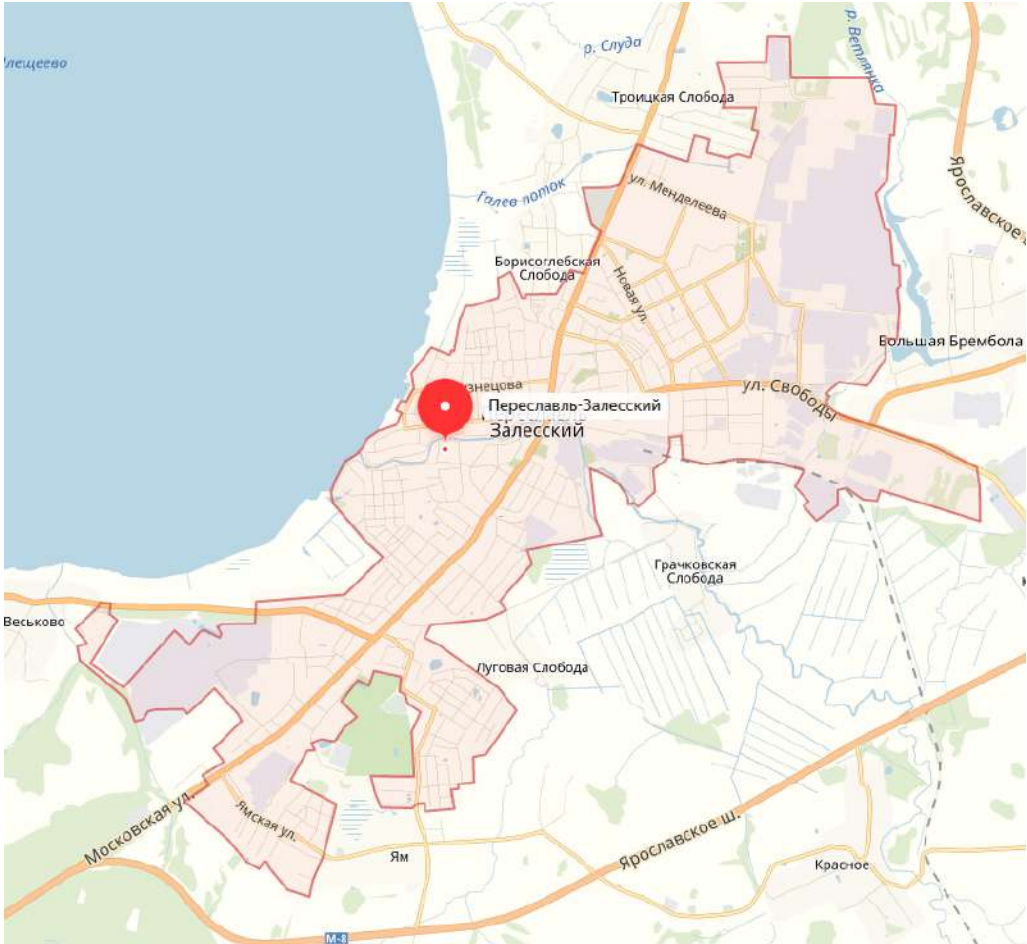 р. Ветлянка
р. Слуда
лещеево
Троицкая Слобода
Ярославское
ул. Менделеева
Галев поток
Борисоглебская
Слобода
Новая ул.
Большая Брембола
знецова
ул. Свободы
Переславль-Залесский
Залесский
Грачковская
Слобода
Веськово
Луговая Слобода
Московская ул.
Ямская ул.
Ярославское ш.
Ям
Красное
М-8